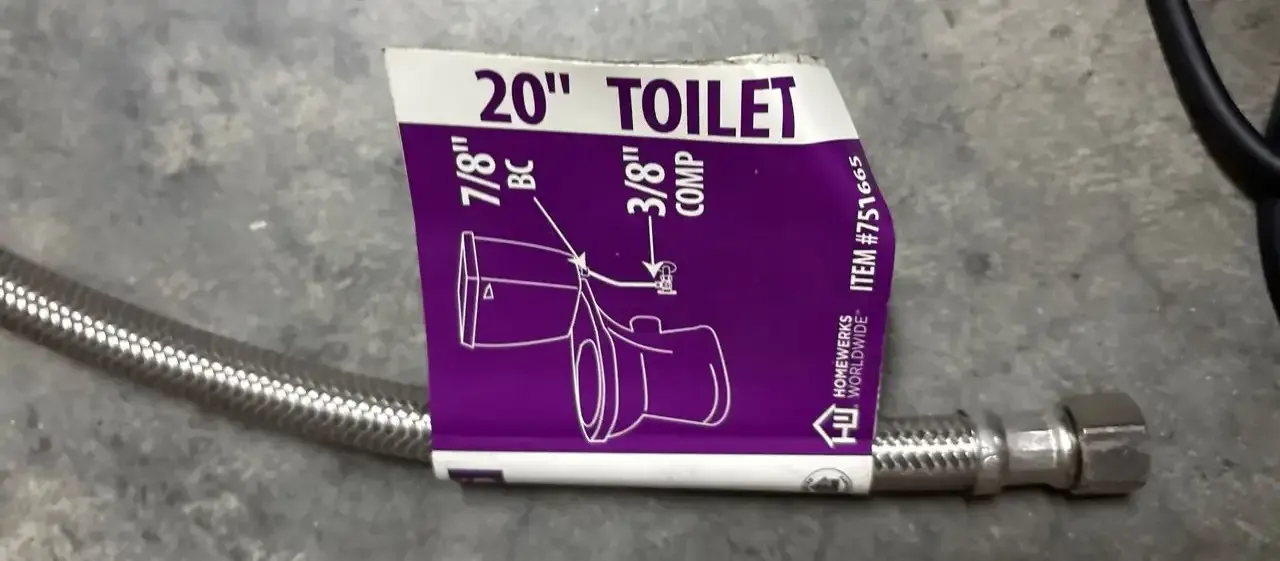 20" TOILET
7/8"
BC
3/8"
COMP
ITEM #751665
HOMEWERKS
WORLDWIDE